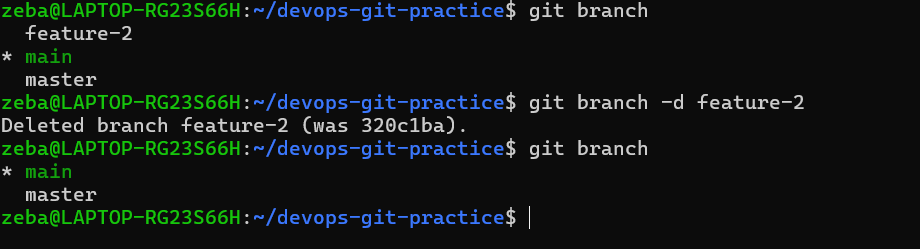 zeba@LAPTOP-RG23S66H:~/devops-git-practice$ git branch
  feature-2
* main
  master
zeba@LAPTOP-RG23S66H:~/devops-git-practice$ git branch -d feature-2
Deleted branch feature-2 (was 320c1ba).
zeba@LAPTOP-RG23S66H:~/devops-git-practice$ git branch
* main
  master
zeba@LAPTOP-RG23S66H:~/devops-git-practice$